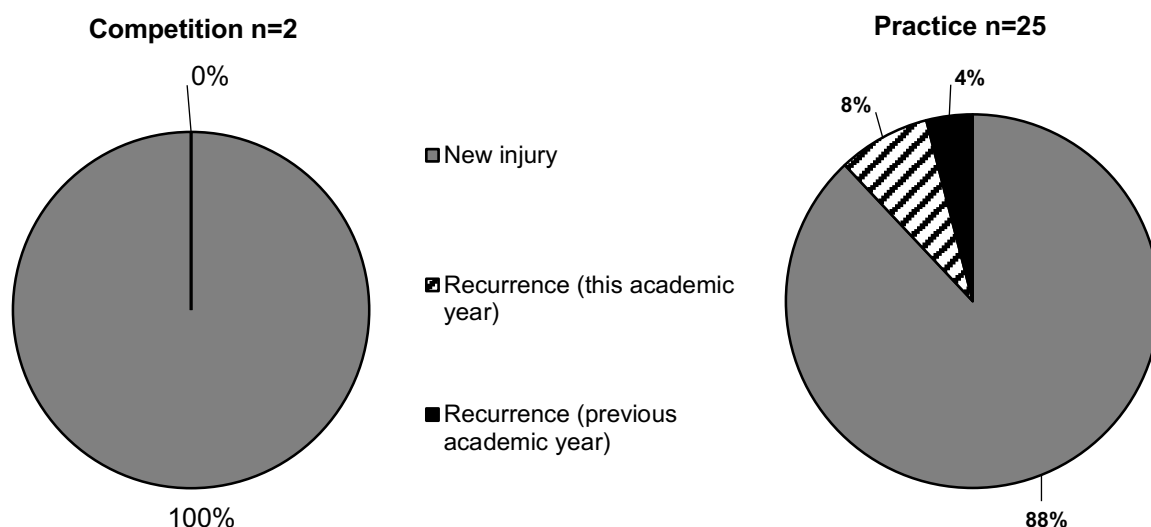 Competition n=2
0%
100%
New injury
Recurrence (this academic
year)
Recurrence (previous
academic year)
Practice n=25
8%
4%
88%